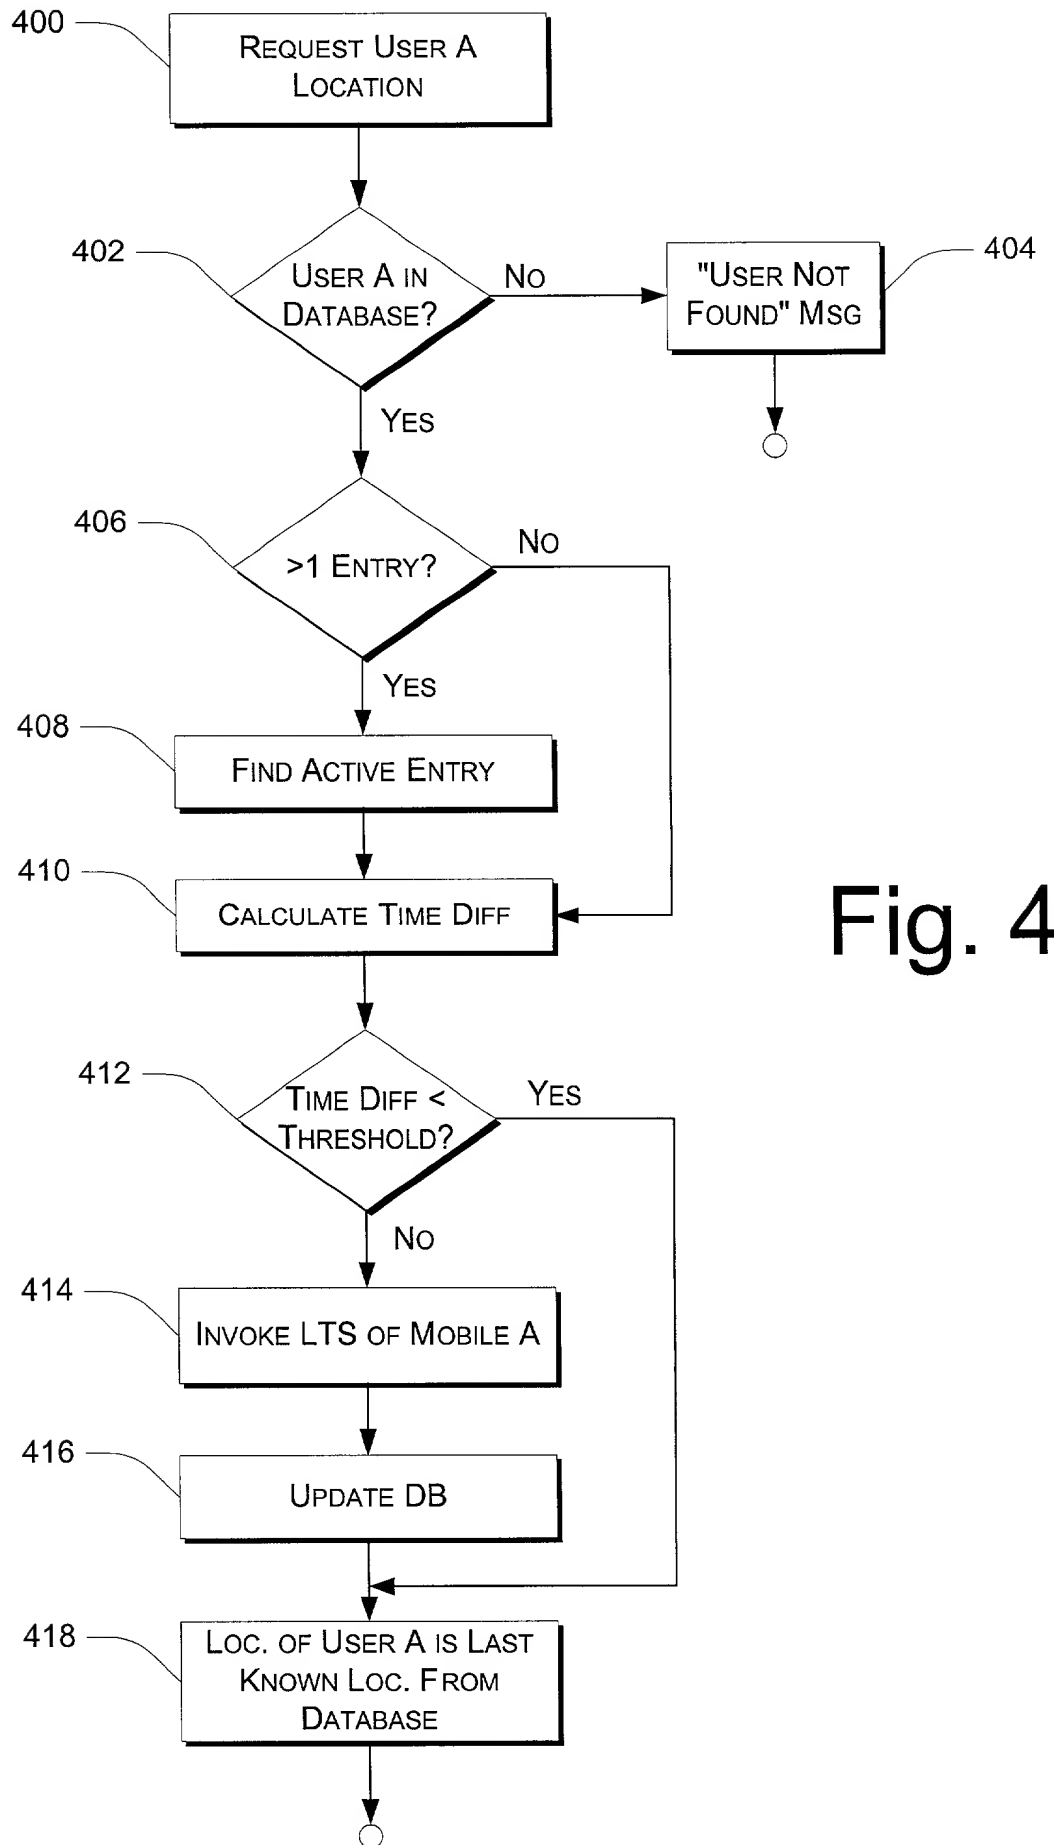 400
REQUEST USER A
LOCATION
402
USER A IN
DATABASE?
NO
"USER NOT
FOUND" MSG
404
YES
406
>1 ENTRY?
NO
YES
408
FIND ACTIVE ENTRY
410
CALCULATE TIME DIFF
Fig. 4
412
TIME DIFF <
THRESHOLD?
YES
NO
414
INVOKE LTS OF MOBILE A
416
UPDATE DB
418
LOC. OF USER A IS LAST
KNOWN LOC. FROM
DATABASE